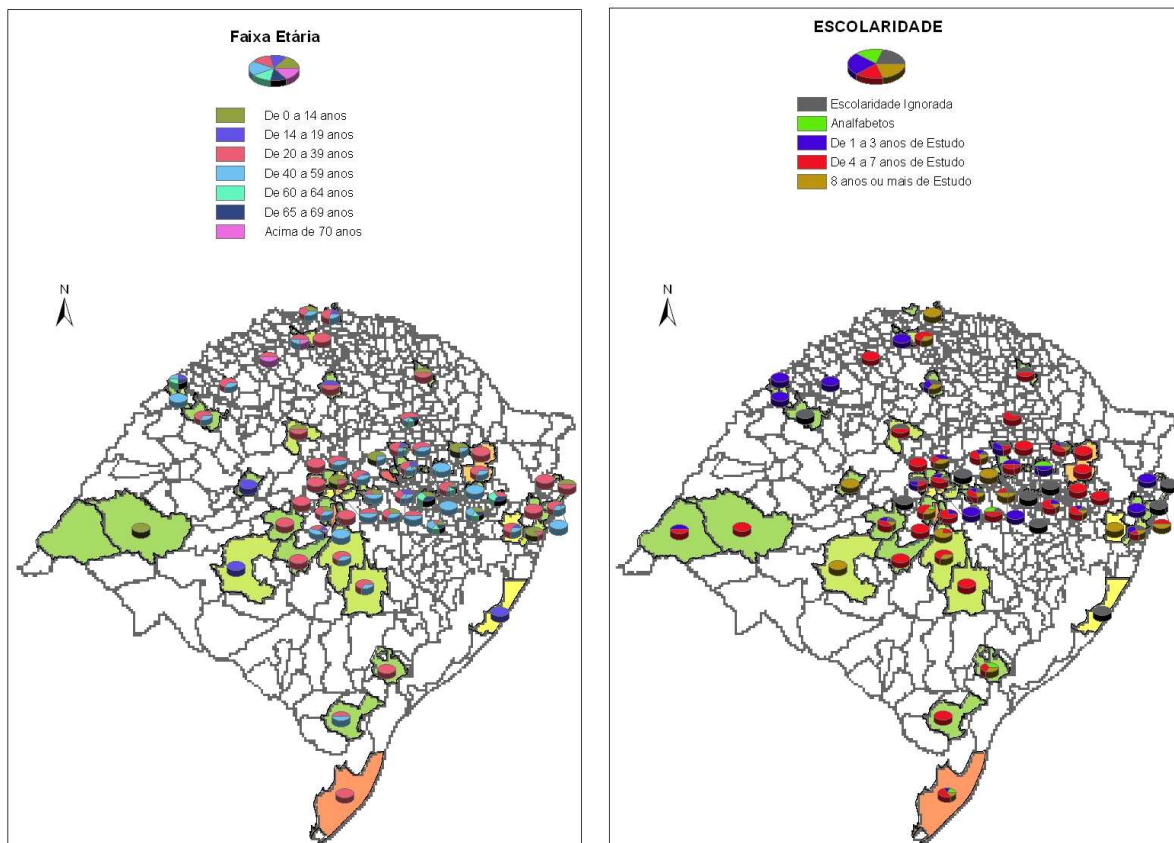 Faixa Etária
De 0 a 14 anos
De 14 a 19 anos
De 20 a 39 anos
De 40 a 59 anos
De 60 a 64 anos
De 65 a 69 anos
Acima de 70 anos
N
ESCOLARIDADE
Escolaridade Ignorada
Analfabetos
De 1 a 3 anos de Estudo
De 4 a 7 anos de Estudo
8 anos ou mais de Estudo
N